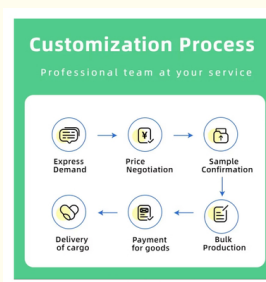 Customization Process
Professional team at your service
Express
Demand
Price
Negotiation
Sample
Confirmation
Delivery
of cargo
Payment
for goods
Bulk
Production